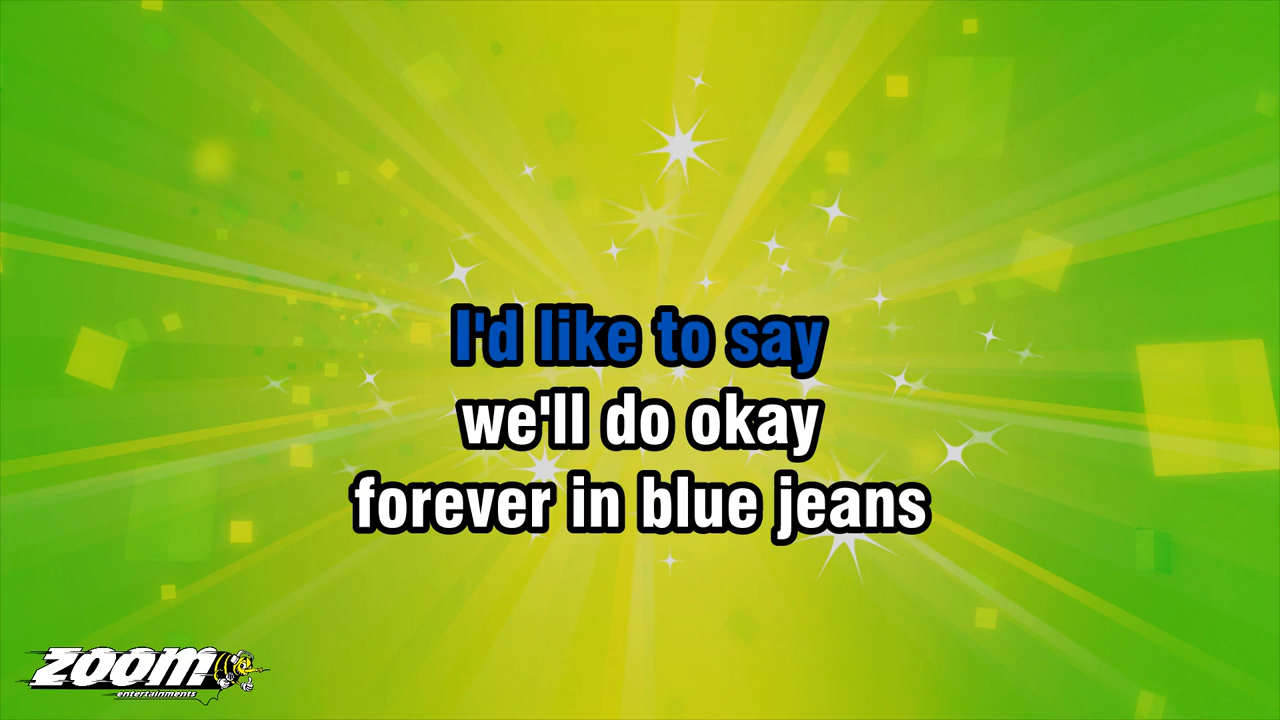 I'd like to say
we'll do okay
forever in blue jeans
zoom
entertainments